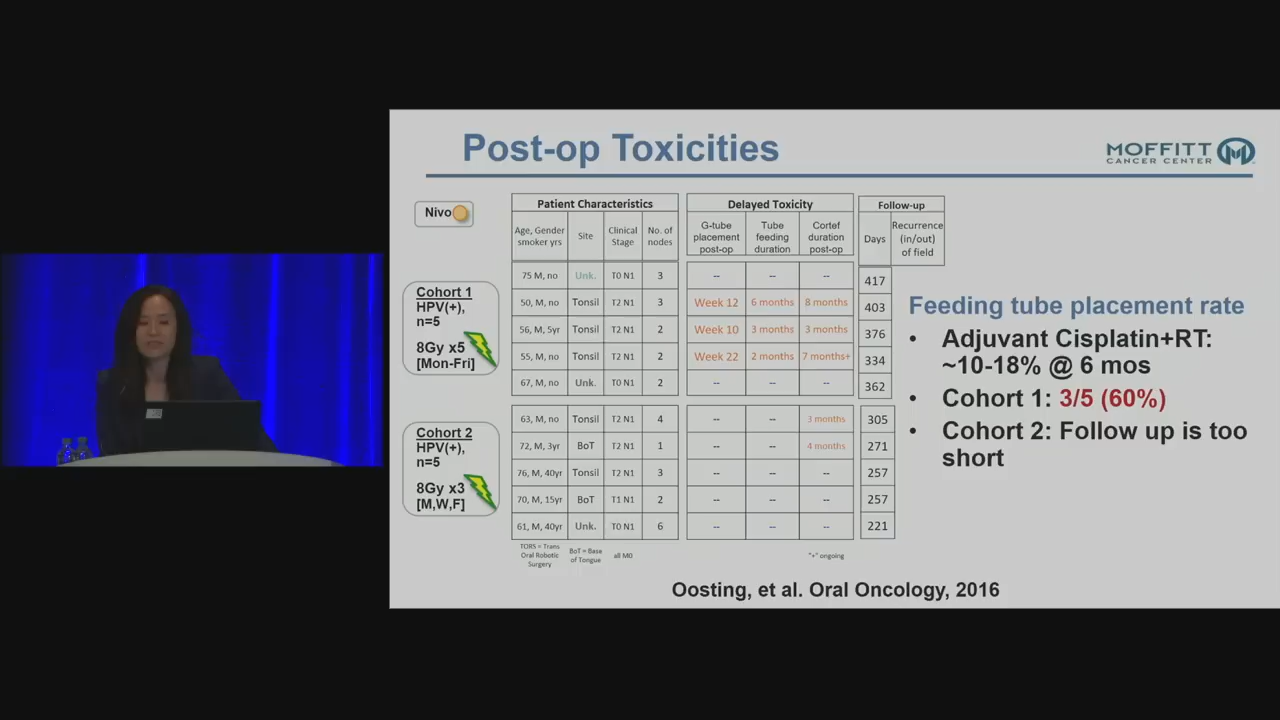 Post-op Toxicities
MOFFITT
CANCER CENTER
Nivo
Patient Characteristics
Delayed Toxicity
Follow-up
Age, Gender smoker yrs | Site | Clinical Stage | No. of nodes | G-tube placement post-op | Tube feeding duration | Cortef duration post-op | Days | Recurrence (in/out) of field
75 M, no | Unk. | T0 N1 | 3 | -- | -- | -- | 417
50, M, no | Tonsil | T2 N1 | 3 | Week 12 | 6 months | 8 months | 403
56, M, 5yr | Tonsil | T2 N1 | 2 | Week 10 | 3 months | 3 months | 376
55, M, no | Tonsil | T2 N1 | 2 | Week 22 | 2 months | 7 months+ | 334
67, M, no | Unk. | T0 N1 | 2 | -- | -- | -- | 362
63, M, no | Tonsil | T2 N1 | 4 | -- | -- | 3 months | 305
72, M, 3yr | BoT | T2 N1 | 1 | -- | -- | 4 months | 271
76, M, 40yr | Tonsil | T2 N1 | 3 | -- | -- | -- | 257
70, M, 15yr | BoT | T1 N1 | 2 | -- | -- | -- | 257
61, M, 40yr | Unk. | T0 N1 | 6 | -- | -- | -- | 221
Cohort 1
HPV(+),
n=5
8Gy x5
[Mon-Fri]
Cohort 2
HPV(+),
n=5
8Gy x3
[M,W,F]
TORS = Trans
Oral Robotic
Surgery
BoT = Base
of Tongue
all M0
"+" ongoing
Feeding tube placement rate
• Adjuvant Cisplatin+RT:
~10-18% @ 6 mos
• Cohort 1: 3/5 (60%)
• Cohort 2: Follow up is too
short
Oosting, et al. Oral Oncology, 2016